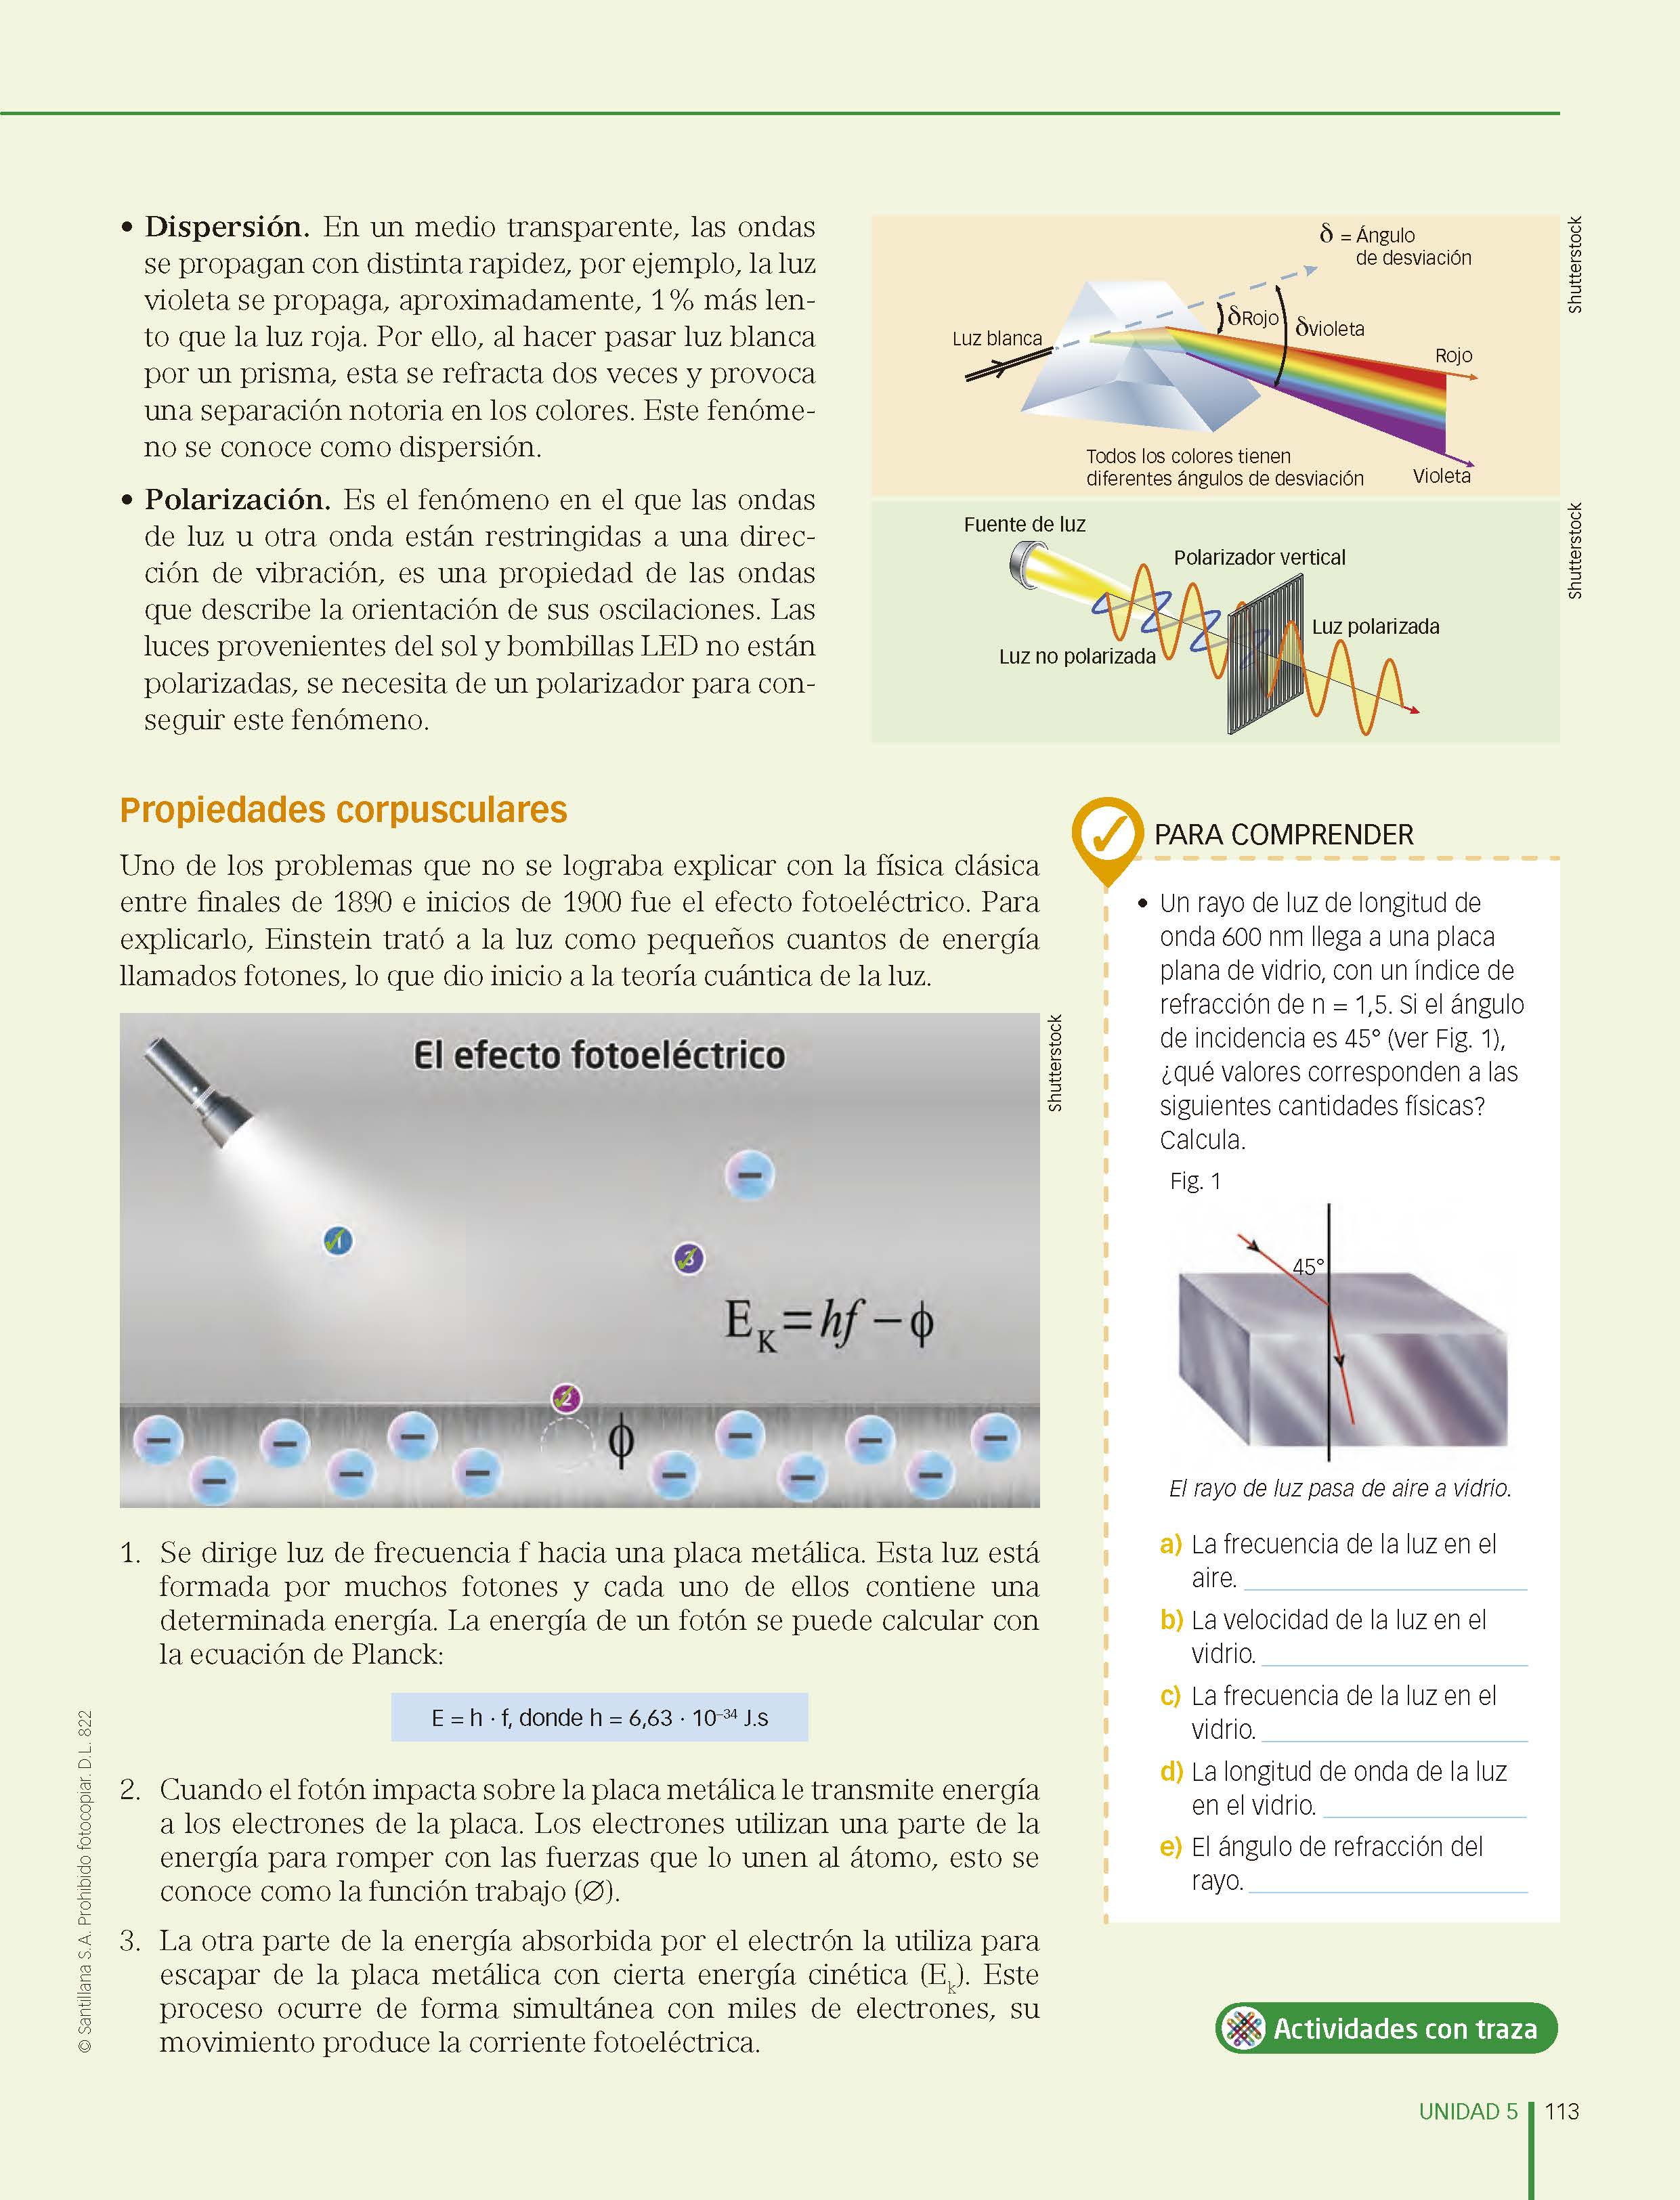 • Dispersión. En un medio transparente, las ondas
se propagan con distinta rapidez, por ejemplo, la luz
violeta se propaga, aproximadamente, 1% más len-
to que la luz roja. Por ello, al hacer pasar luz blanca
por un prisma, esta se refracta dos veces y provoca
una separación notoria en los colores. Este fenóme-
no se conoce como dispersión.
• Polarización. Es el fenómeno en el que las ondas
de luz u otra onda están restringidas a una direc-
ción de vibración, es una propiedad de las ondas
que describe la orientación de sus oscilaciones. Las
luces provenientes del sol y bombillas LED no están
polarizadas, se necesita de un polarizador para con-
seguir este fenómeno.
δ = Ángulo
de desviación
Luz blanca
δRojo
δvioleta
Rojo
Todos los colores tienen
diferentes ángulos de desviación
Violeta
Shutterstock
Fuente de luz
Polarizador vertical
Luz polarizada
Luz no polarizada
Shutterstock
Propiedades corpusculares
Uno de los problemas que no se lograba explicar con la física clásica
entre finales de 1890 e inicios de 1900 fue el efecto fotoeléctrico. Para
explicarlo, Einstein trató a la luz como pequeños cuantos de energía
llamados fotones, lo que dio inicio a la teoría cuántica de la luz.
El efecto fotoeléctrico
1
3
E_K = hf – ϕ
2
ϕ
Shutterstock
1. Se dirige luz de frecuencia f hacia una placa metálica. Esta luz está
formada por muchos fotones y cada uno de ellos contiene una
determinada energía. La energía de un fotón se puede calcular con
la ecuación de Planck:
E = h · f, donde h = 6,63 · 10⁻³⁴ J.s
2. Cuando el fotón impacta sobre la placa metálica le transmite energía
a los electrones de la placa. Los electrones utilizan una parte de la
energía para romper con las fuerzas que lo unen al átomo, esto se
conoce como la función trabajo (∅).
3. La otra parte de la energía absorbida por el electrón la utiliza para
escapar de la placa metálica con cierta energía cinética (Eₖ). Este
proceso ocurre de forma simultánea con miles de electrones, su
movimiento produce la corriente fotoeléctrica.
PARA COMPRENDER
• Un rayo de luz de longitud de
onda 600 nm llega a una placa
plana de vidrio, con un índice de
refracción de n = 1,5. Si el ángulo
de incidencia es 45° (ver Fig. 1),
¿qué valores corresponden a las
siguientes cantidades físicas?
Calcula.
Fig. 1
45°
El rayo de luz pasa de aire a vidrio.
a) La frecuencia de la luz en el
aire.
b) La velocidad de la luz en el
vidrio.
c) La frecuencia de la luz en el
vidrio.
d) La longitud de onda de la luz
en el vidrio.
e) El ángulo de refracción del
rayo.
Actividades con traza
© Santillana S.A. Prohibido fotocopiar. D.L. 822
UNIDAD 5 113